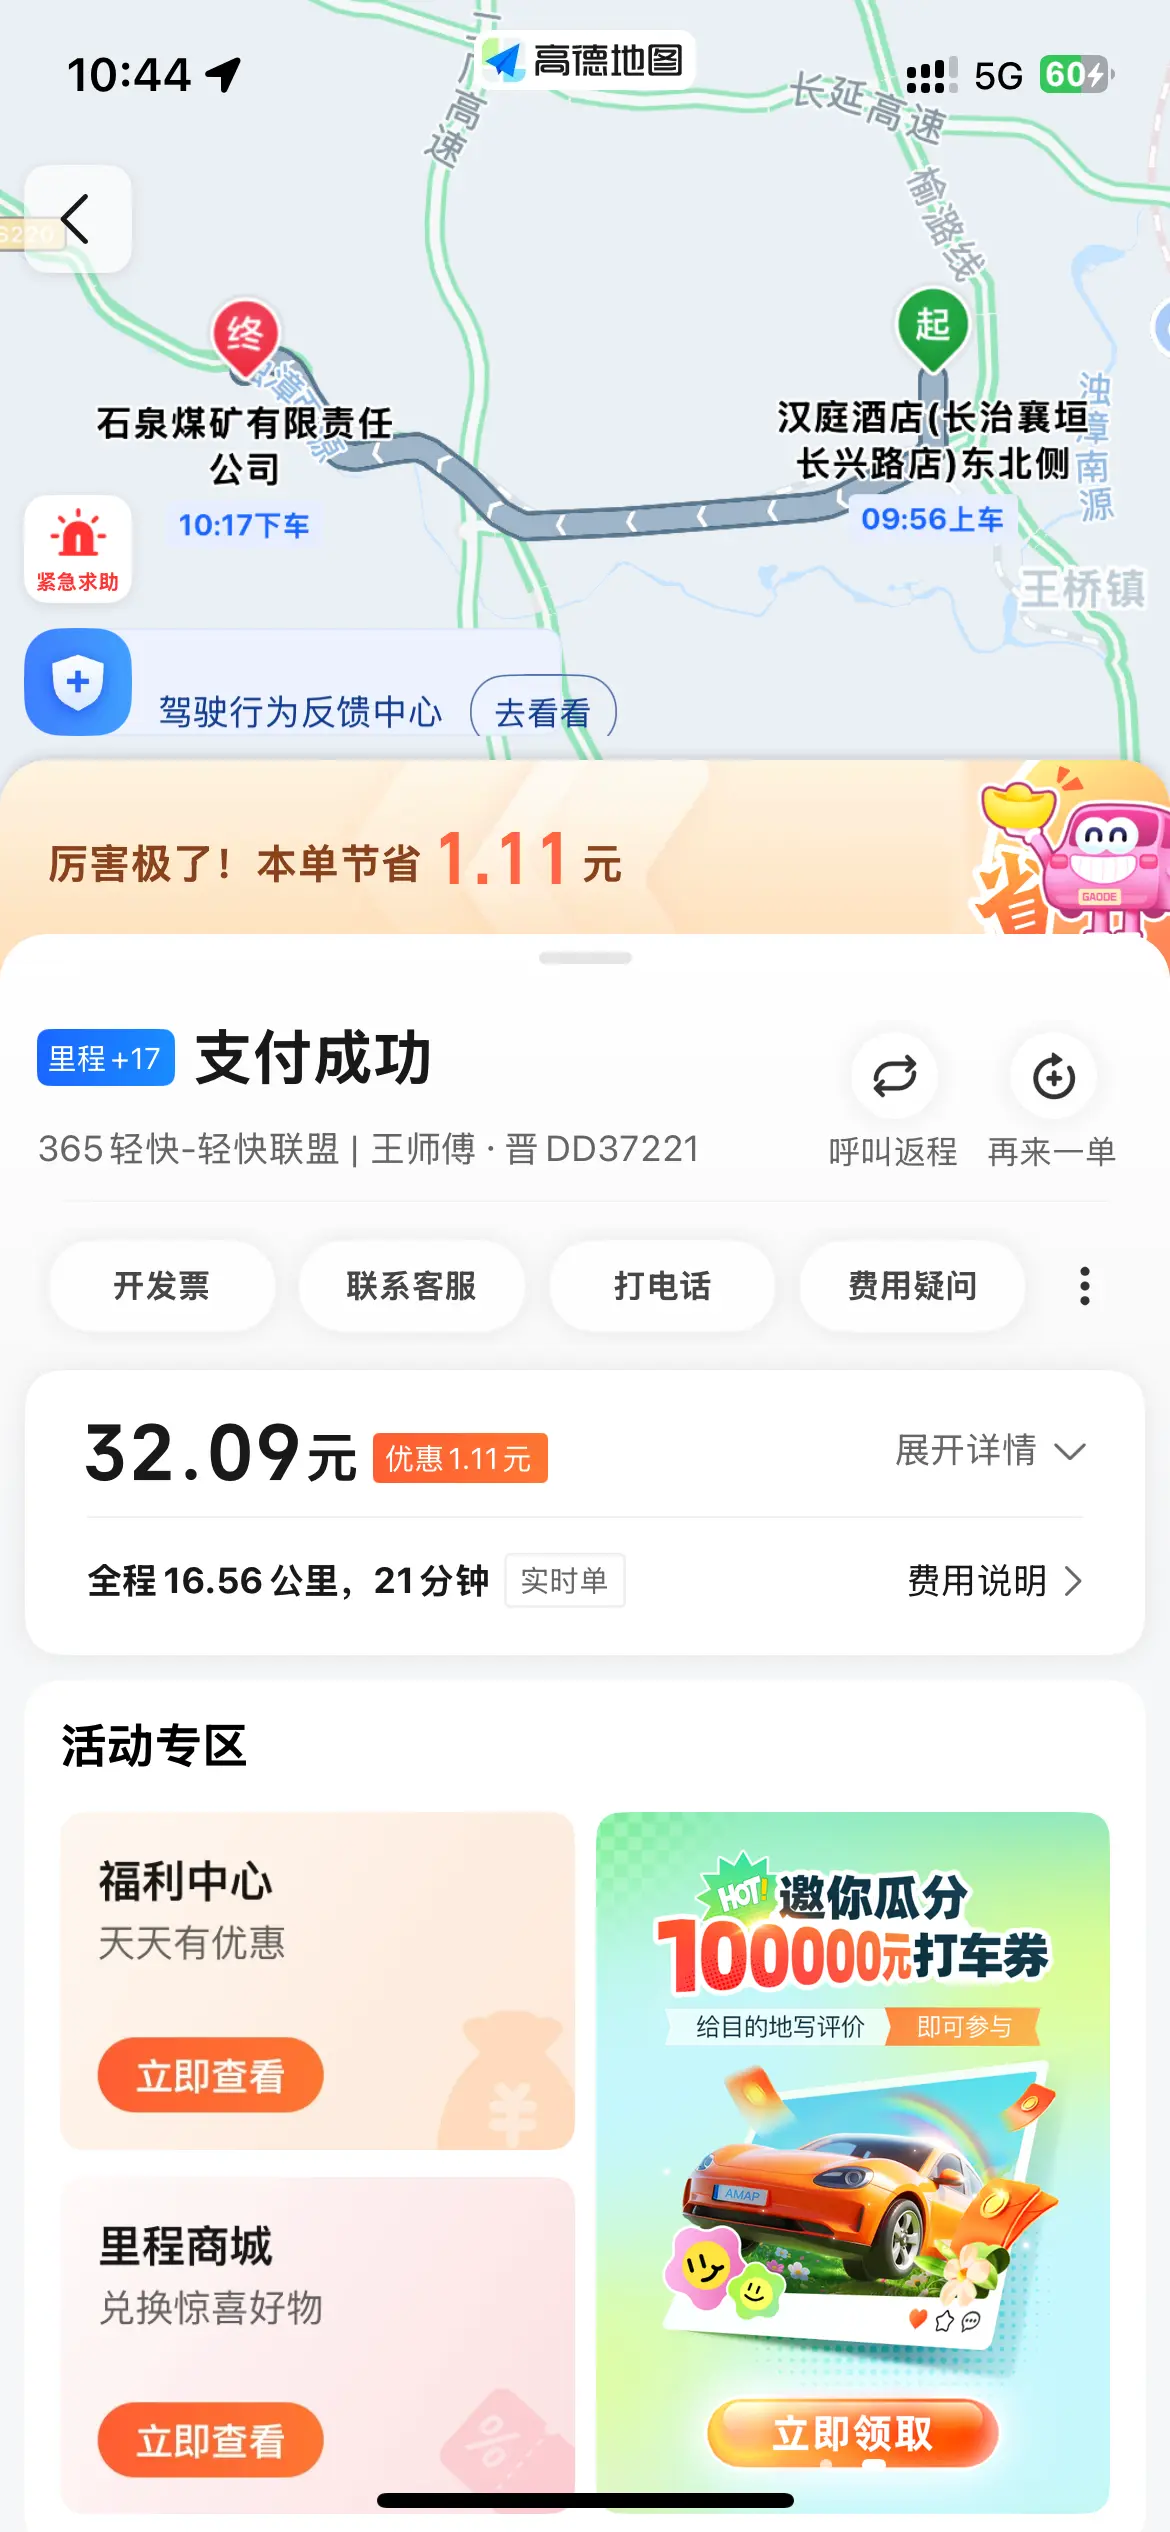 10:44
高德地图
5G
60
高速
长延高速
榆潞线
S220
终
起
浊漳南源
石泉煤矿有限责任
公司
汉庭酒店(长治襄垣
长兴路店)东北侧
浊漳南源
10:17下车
09:56上车
紧急求助
王桥镇
驾驶行为反馈中心
去看看
厉害极了！本单节省 1.11 元
省
GAODE
里程+17
支付成功
365轻快-轻快联盟 | 王师傅 · 晋DD37221
呼叫返程
再来一单
开发票
联系客服
打电话
费用疑问
32.09元
优惠1.11元
展开详情
全程16.56公里，21分钟
实时单
费用说明
活动专区
福利中心
天天有优惠
立即查看
¥
HOT!
邀你瓜分
100000元打车券
给目的地写评价
即可参与
AMAP
立即领取
里程商城
兑换惊喜好物
立即查看
%